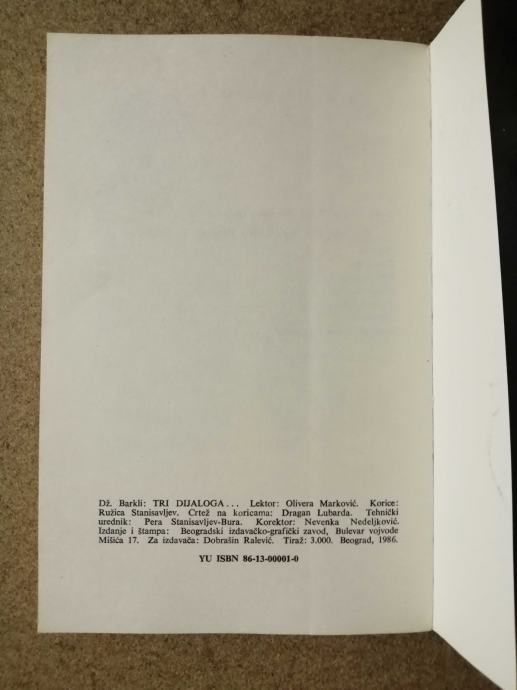 Dž. Barkli: TRI DIJALOGA... Lektor: Olivera Marković. Korice:
Ružica Stanisavljev. Crtež na koricama: Dragan Lubarda. Tehnički
urednik: Pera Stanisavljev-Bura. Korektor: Nevenka Nedeljković.
Izdanje i štampa: Beogradski izdavačko-grafički zavod, Bulevar vojvode
Mišića 17. Za izdavača: Dobrašin Ralević. Tiraž: 3.000. Beograd, 1986.
YU ISBN 86-13-00001-0